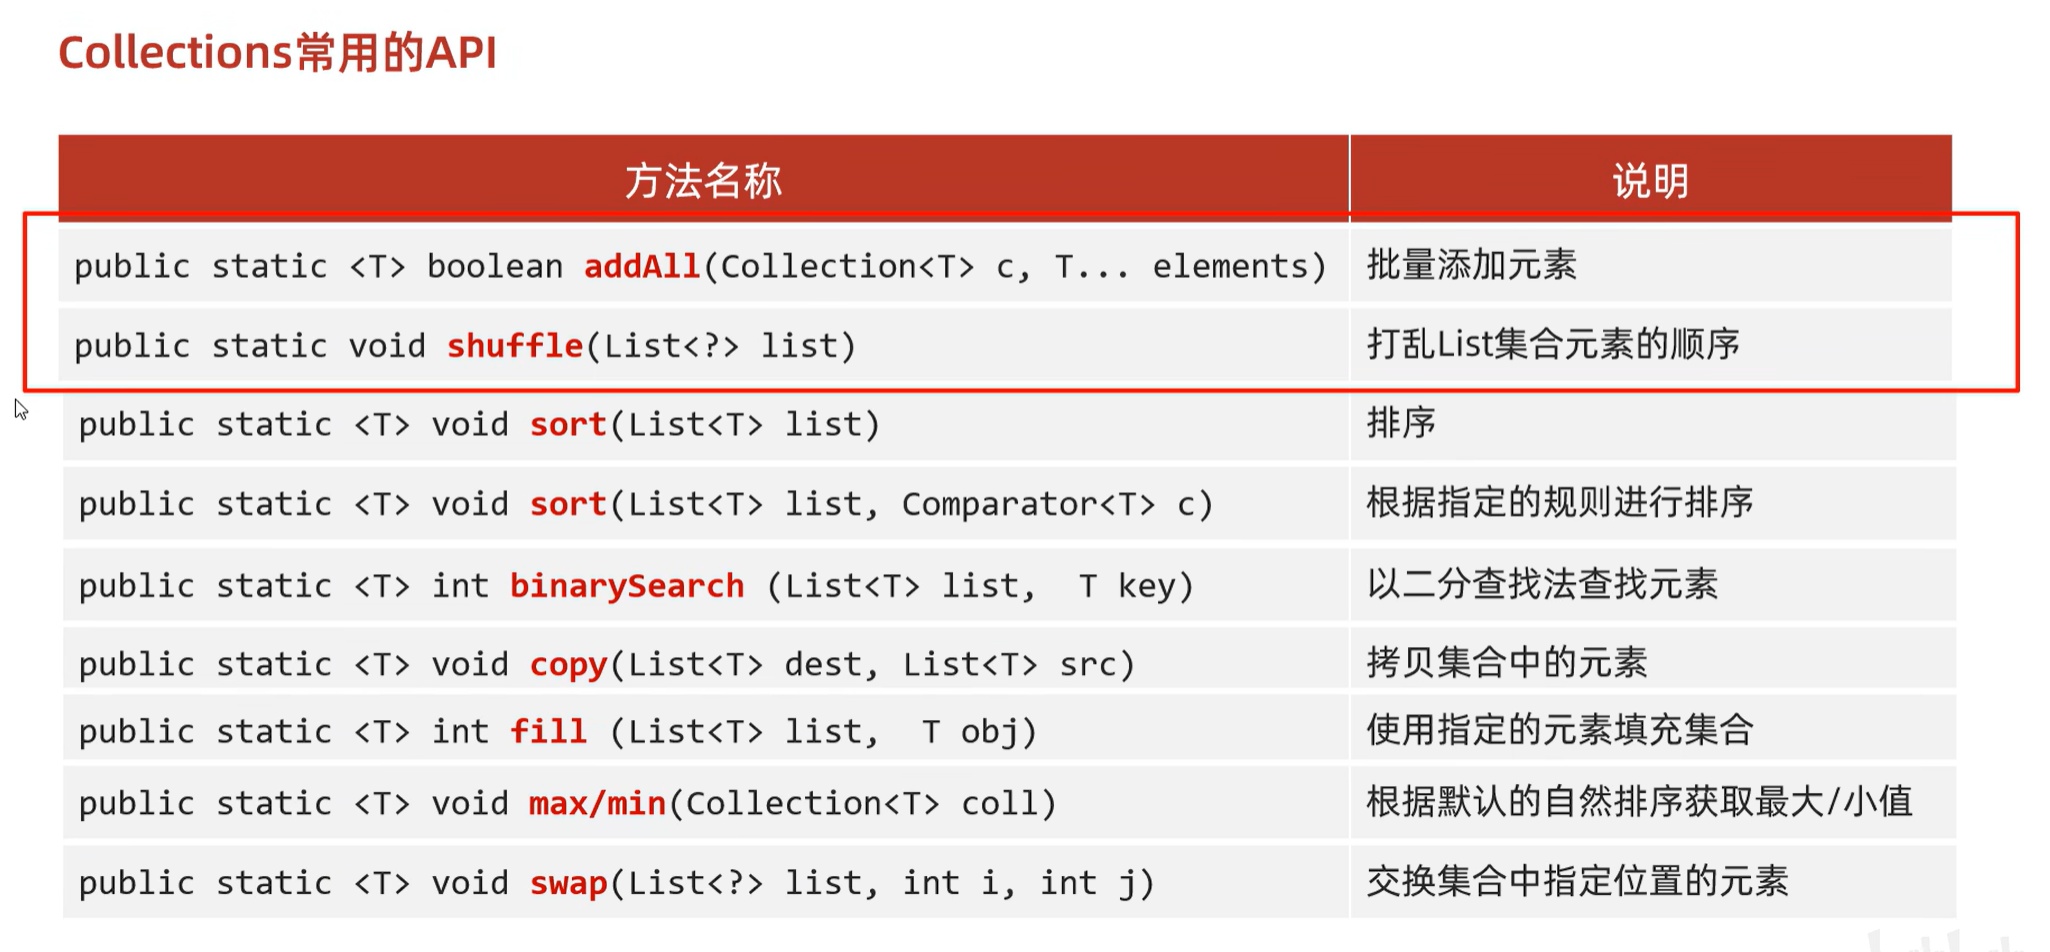 Collections常用的API
方法名称 说明
public static <T> boolean addAll(Collection<T> c, T... elements) 批量添加元素
public static void shuffle(List<?> list) 打乱List集合元素的顺序
public static <T> void sort(List<T> list) 排序
public static <T> void sort(List<T> list, Comparator<T> c) 根据指定的规则进行排序
public static <T> int binarySearch (List<T> list,  T key) 以二分查找法查找元素
public static <T> void copy(List<T> dest, List<T> src) 拷贝集合中的元素
public static <T> int fill (List<T> list,  T obj) 使用指定的元素填充集合
public static <T> void max/min(Collection<T> coll) 根据默认的自然排序获取最大/小值
public static <T> void swap(List<?> list, int i, int j) 交换集合中指定位置的元素